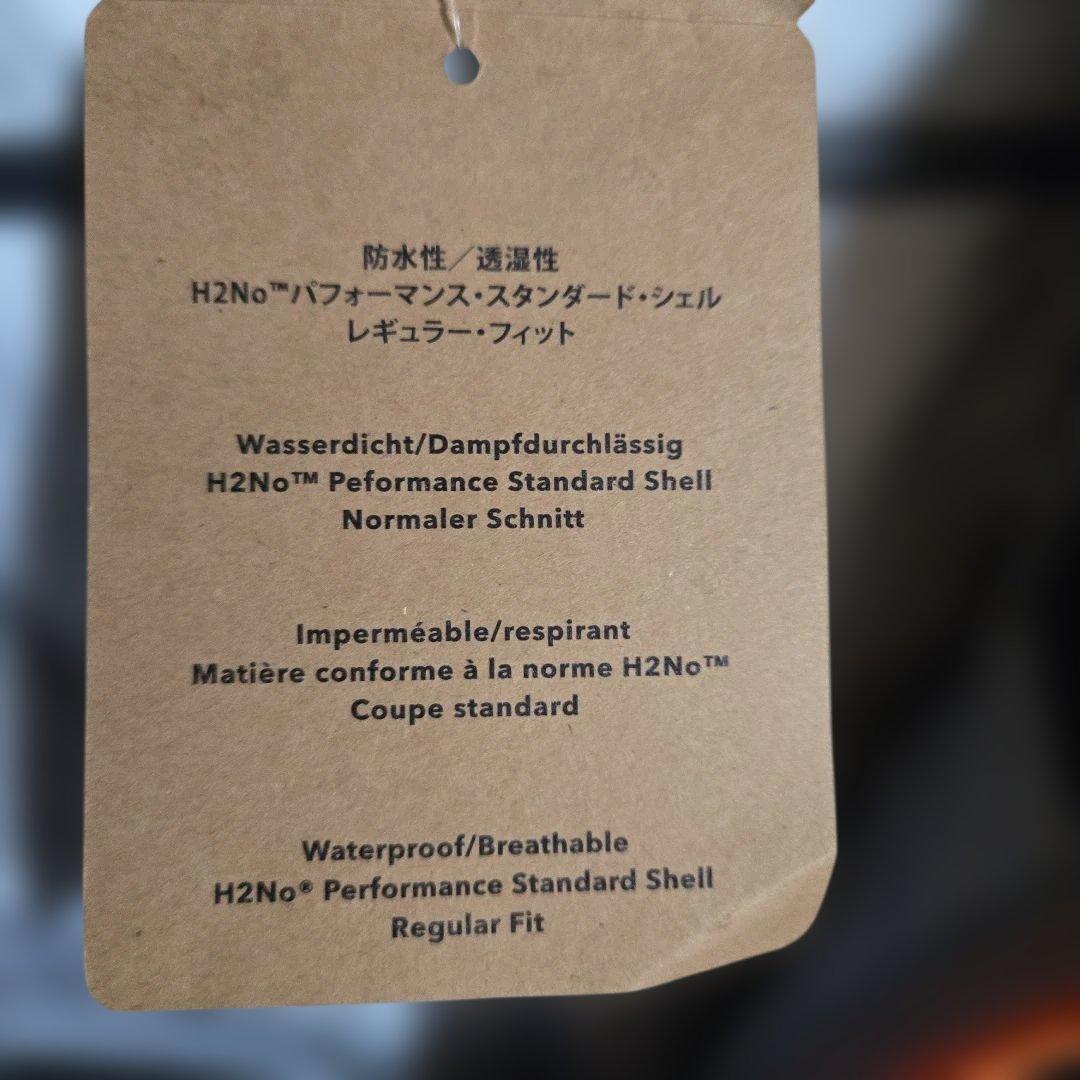 防水性／透湿性
H2No™パフォーマンス・スタンダード・シェル
レギュラー・フィット
Wasserdicht/Dampfdurchlässig
H2No™ Peformance Standard Shell
Normaler Schnitt
Imperméable/respirant
Matière conforme à la norme H2No™
Coupe standard
Waterproof/Breathable
H2No® Performance Standard Shell
Regular Fit